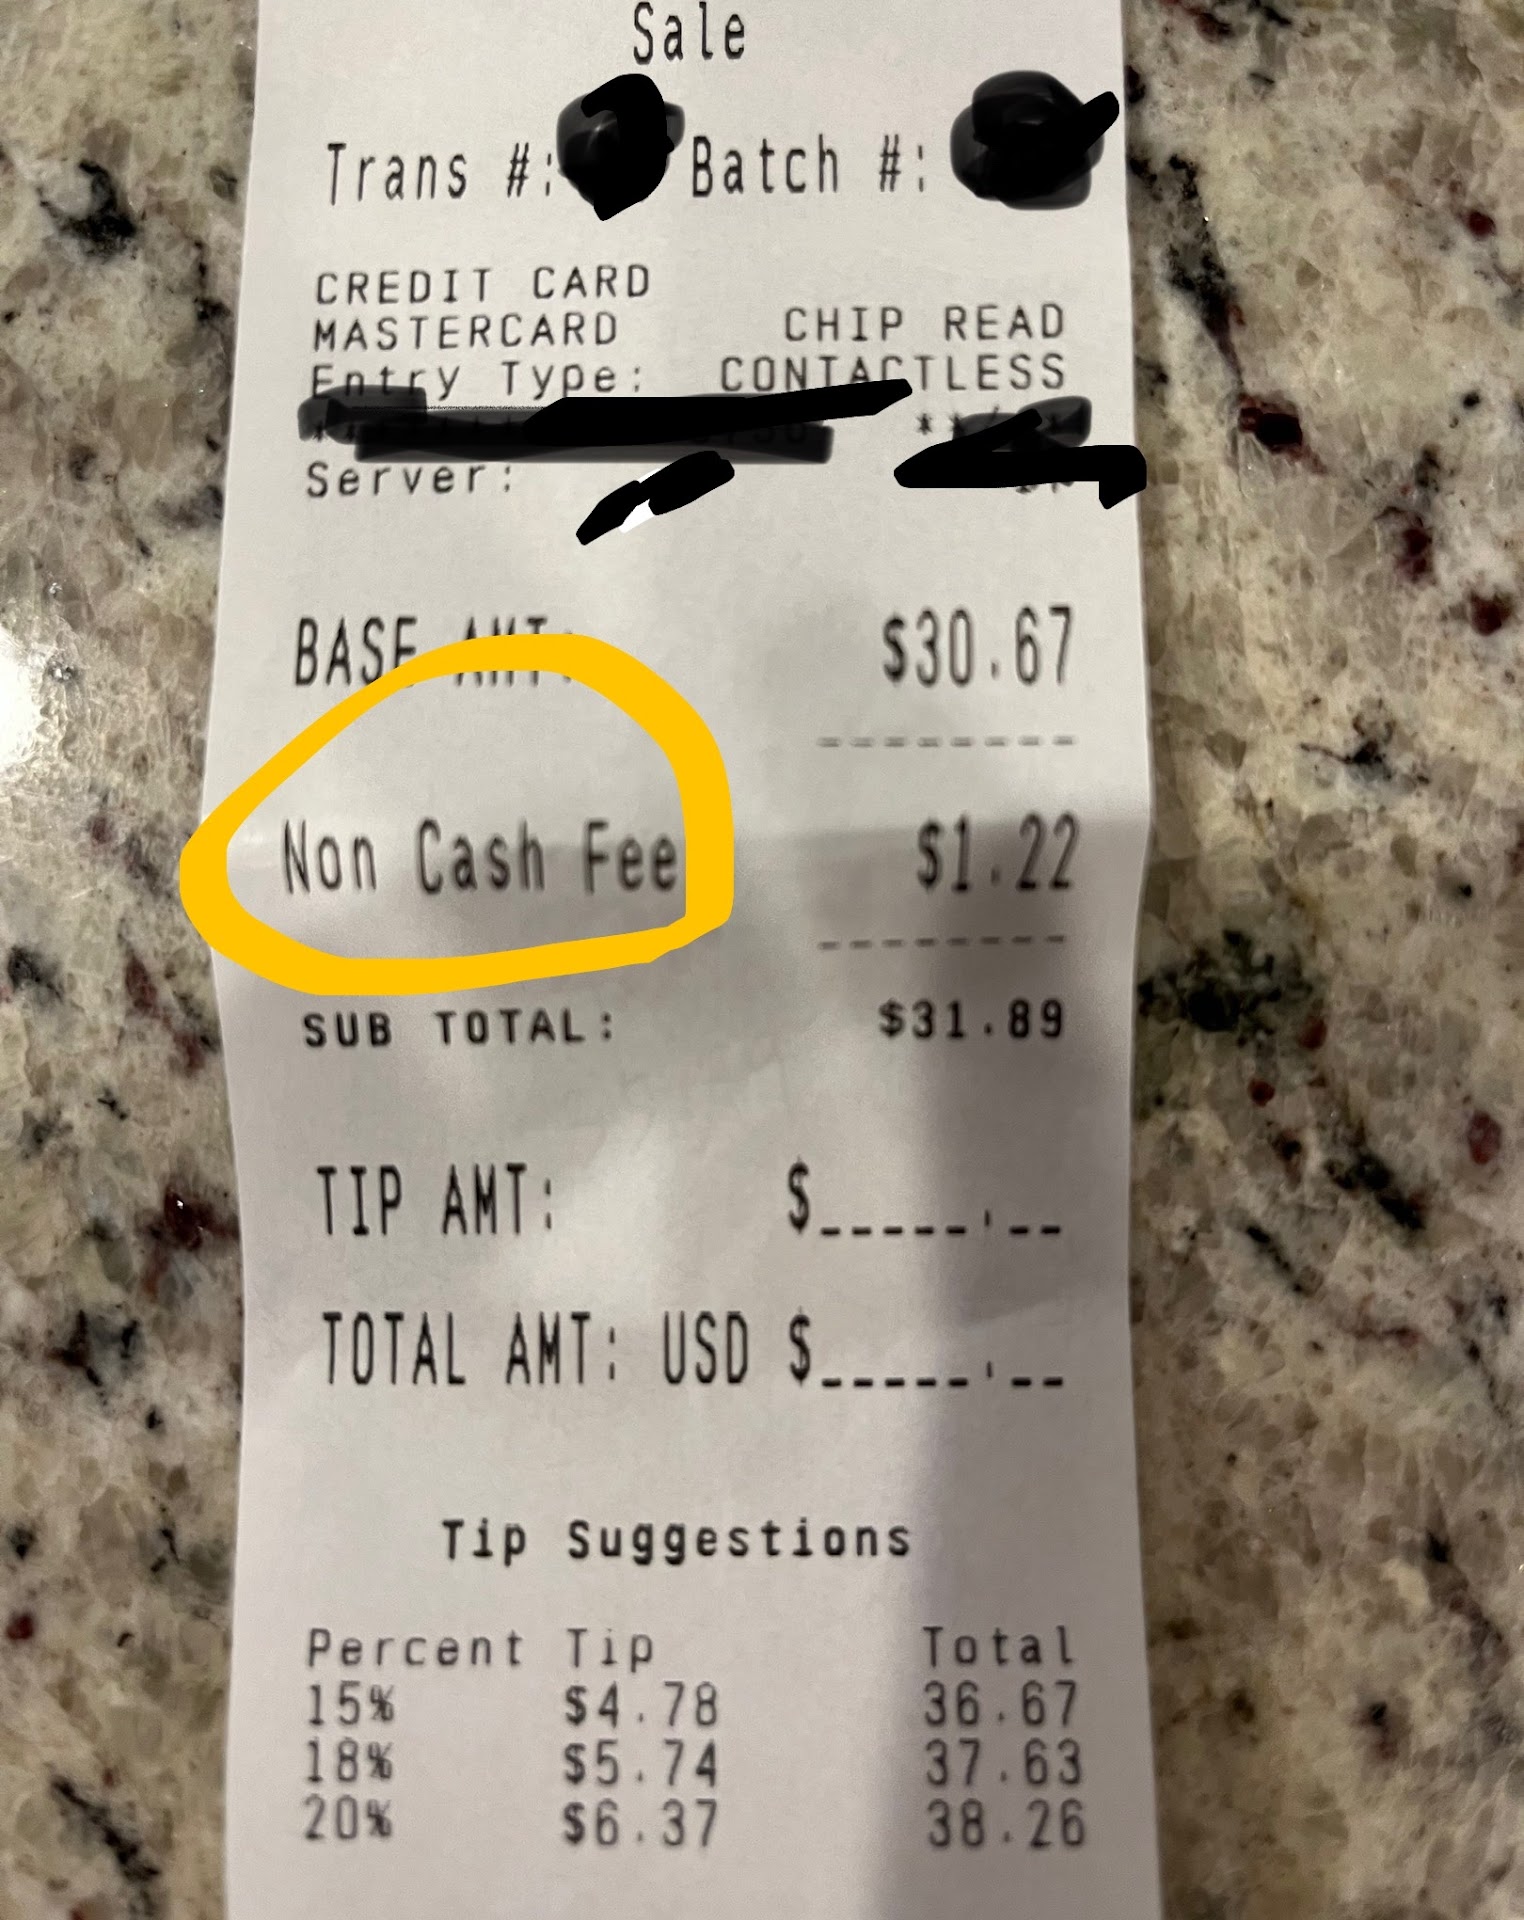 Sale
Trans #: Batch #:
CREDIT CARD
MASTERCARD CHIP READ
Entry Type: CONTACTLESS
Server:
BASE AMT: $30.67
--------
Non Cash Fee $1.22
--------
SUB TOTAL: $31.89
TIP AMT: $_____.__
TOTAL AMT: USD $_____.__
Tip Suggestions
Percent Tip Total
15% $4.78 36.67
18% $5.74 37.63
20% $6.37 38.26